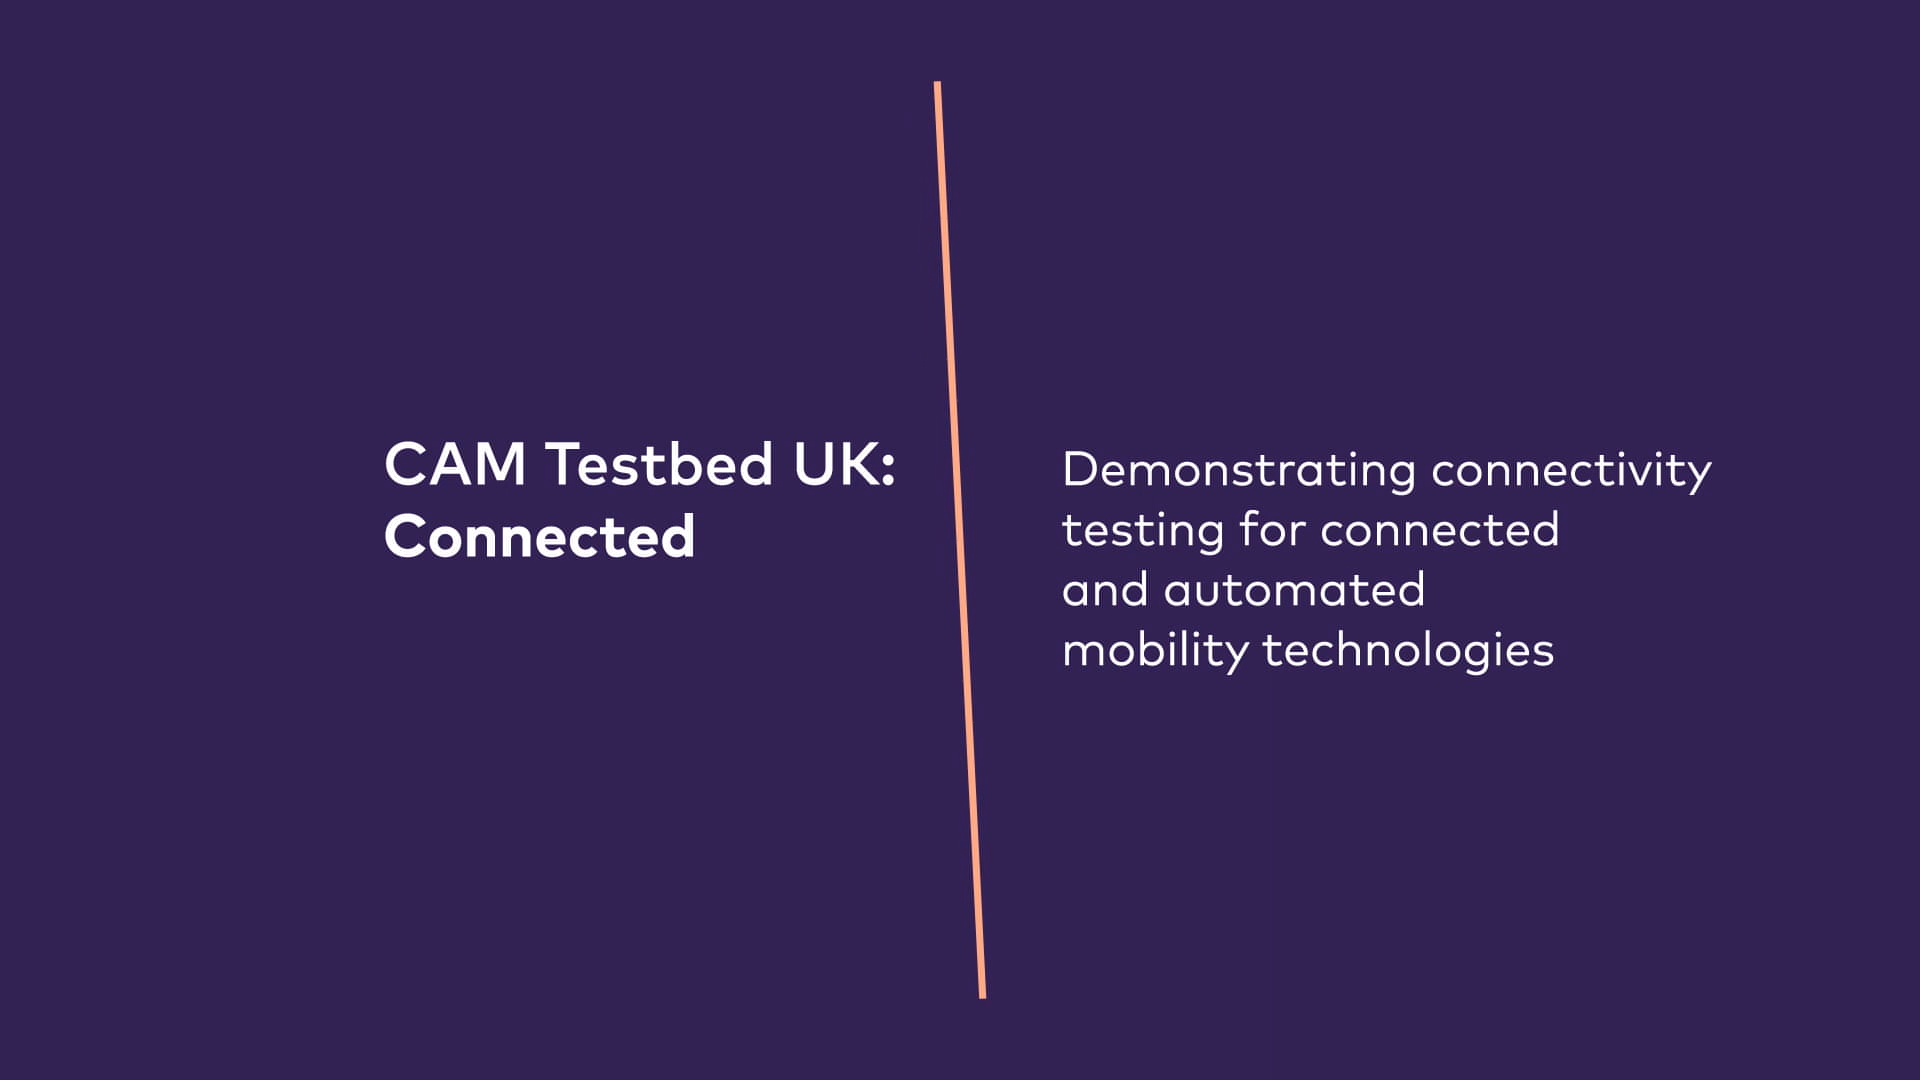 CAM Testbed UK:
Connected
Demonstrating connectivity
testing for connected
and automated
mobility technologies